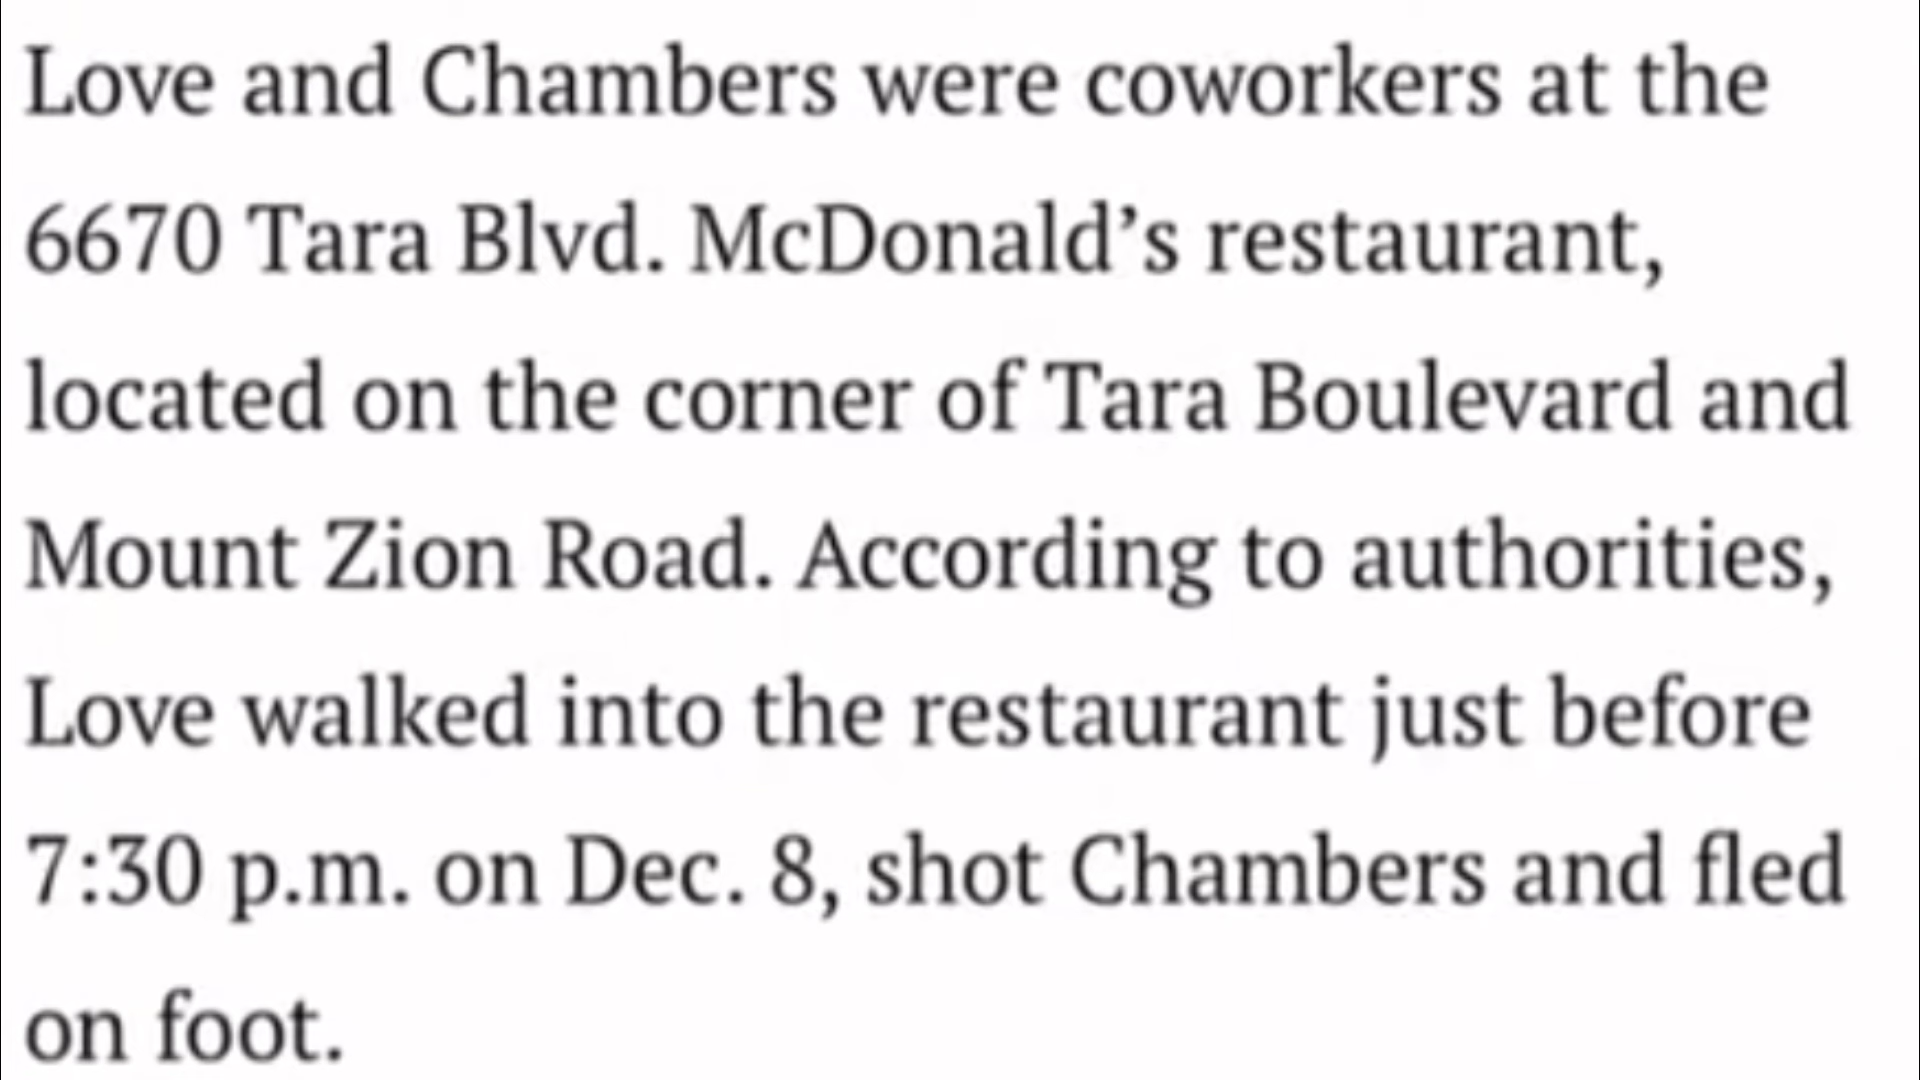 Love and Chambers were coworkers at the
6670 Tara Blvd. McDonald’s restaurant,
located on the corner of Tara Boulevard and
Mount Zion Road. According to authorities,
Love walked into the restaurant just before
7:30 p.m. on Dec. 8, shot Chambers and fled
on foot.